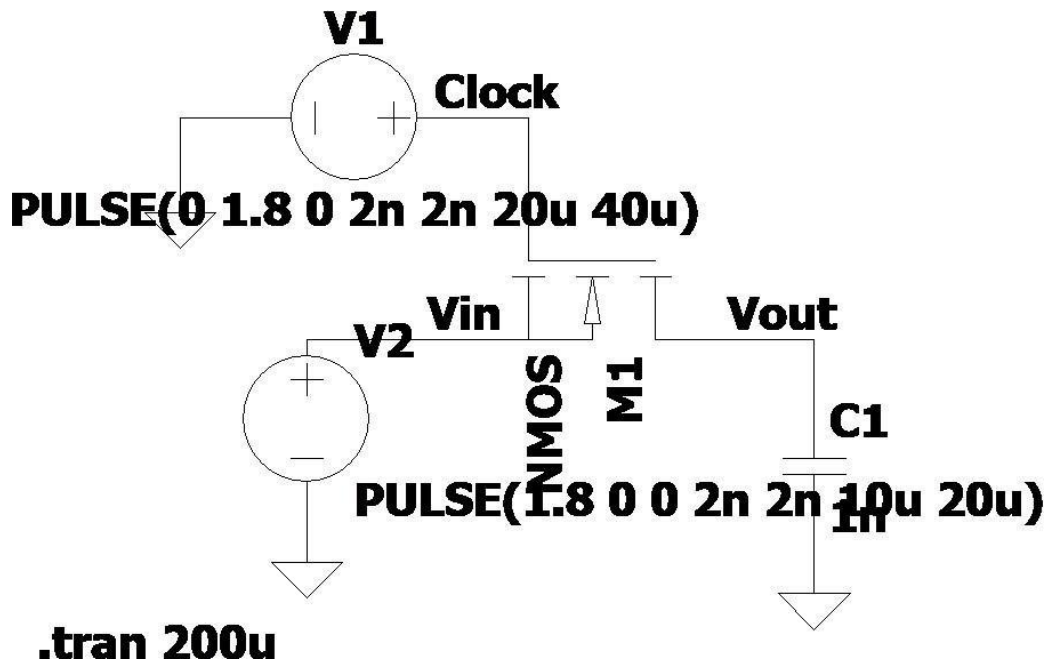 V1
Clock
PULSE(0 1.8 0 2n 2n 20u 40u)
Vin
Vout
V2
NMOS
M1
C1
PULSE(1.8 0 0 2n 2n 10u 20u)
1n
.tran 200u